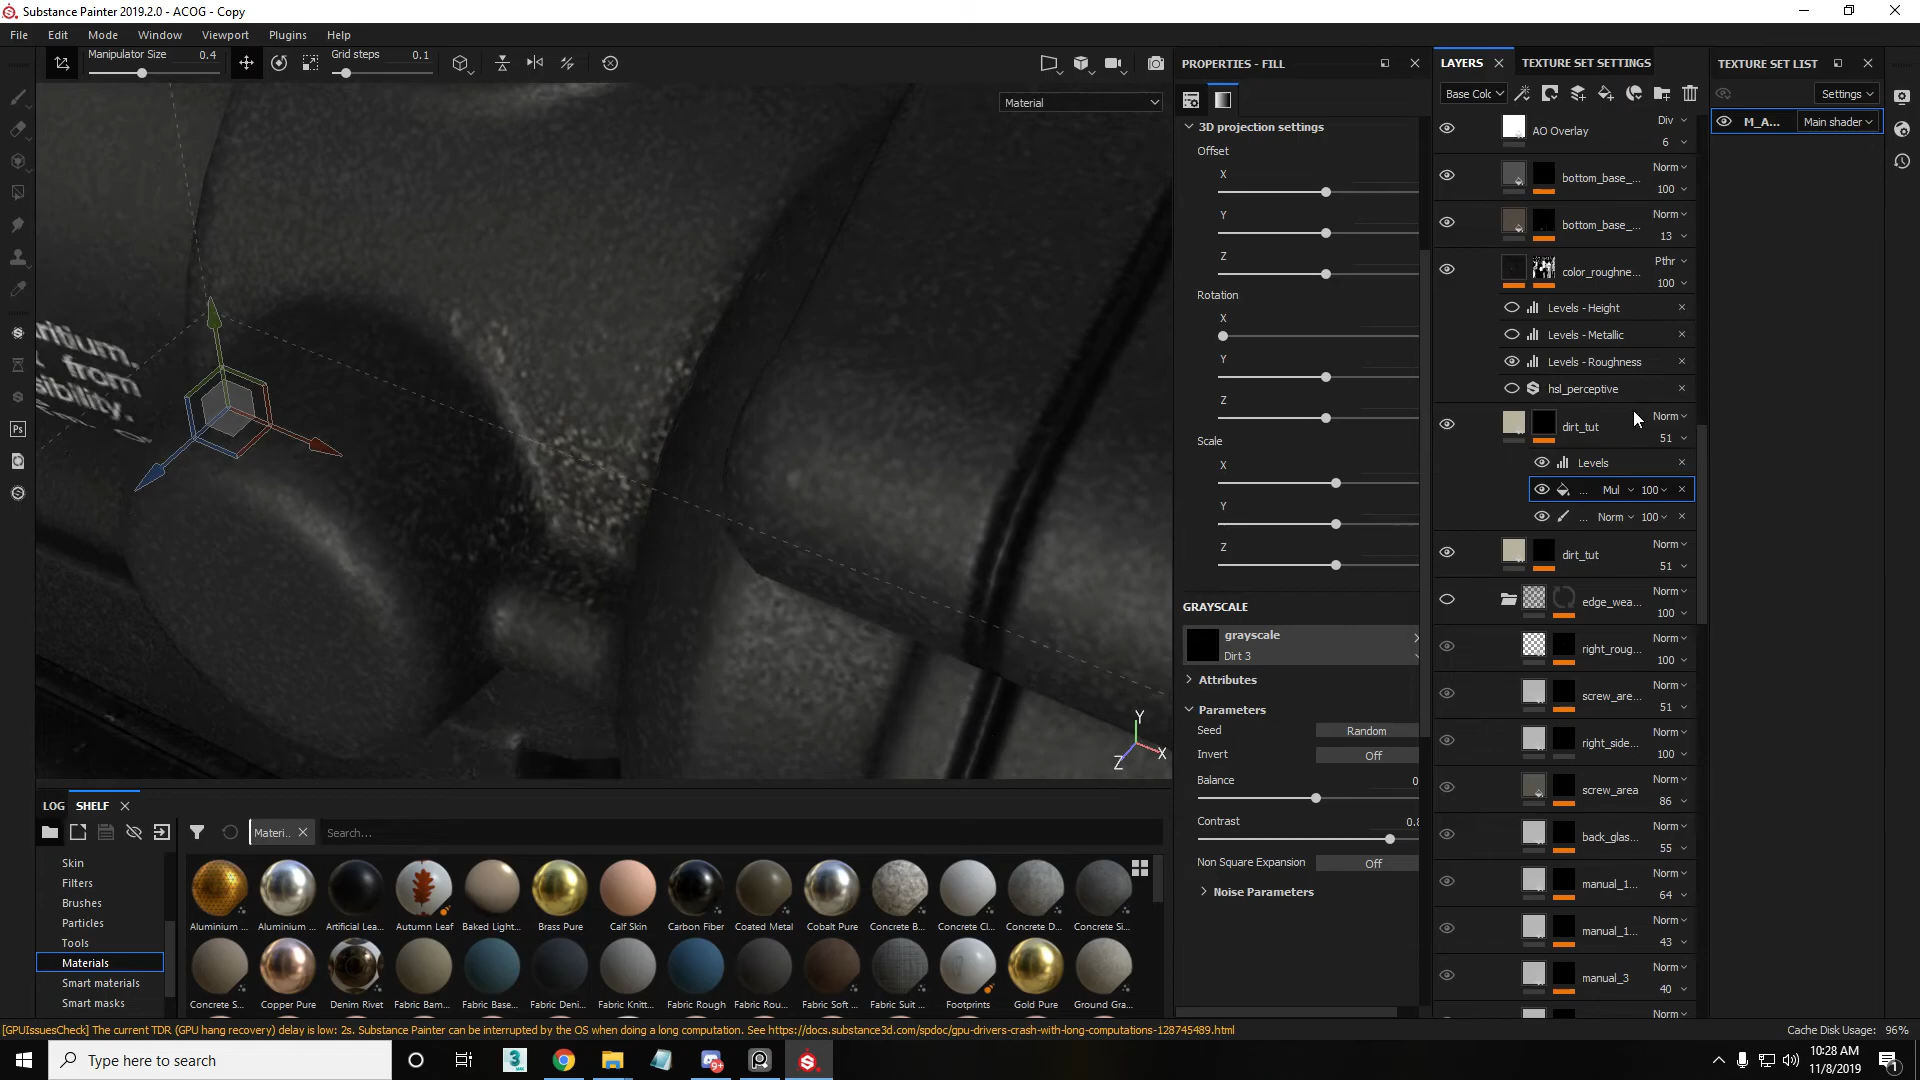 Substance Painter 2019.2.0 - ACOG - Copy
File Edit Mode Window Viewport Plugins Help
Manipulator Size 0.4 Grid steps 0.1
Material
ritium.
from
sibility.
PROPERTIES - FILL
3D projection settings
Offset
X
Y
Z
Rotation
X
Y
Z
Scale
X
Y
Z
GRAYSCALE
grayscale
Dirt 3
Attributes
Parameters
Seed Random
Invert Off
Balance 0
Contrast 0.8
Non Square Expansion Off
Noise Parameters
LAYERS TEXTURE SET SETTINGS
Base Colc
AO Overlay Div 6
bottom_base_... Norm 100
bottom_base_... Norm 13
color_roughne... Pthr 100
Levels - Height
Levels - Metallic
Levels - Roughness
hsl_perceptive
dirt_tut Norm 51
Levels
... Mul 100
... Norm 100
dirt_tut Norm 51
edge_wea... Norm 100
right_roug... Norm 100
screw_are... Norm 51
right_side... Norm 100
screw_area Norm 86
back_glas... Norm 55
manual_1... Norm 64
manual_1... Norm 43
manual_3 Norm 40
Norm
TEXTURE SET LIST
Settings
M_A... Main shader
X
Y
Z
LOG SHELF
Materi... Search...
Skin
Filters
Brushes
Particles
Tools
Materials
Smart materials
Smart masks
Aluminium ... Aluminium ... Artificial Lea... Autumn Leaf Baked Light... Brass Pure Calf Skin Carbon Fiber Coated Metal Cobalt Pure Concrete B... Concrete Cl... Concrete D... Concrete Si...
Concrete S... Copper Pure Denim Rivet Fabric Bam... Fabric Base... Fabric Deni... Fabric Knitt... Fabric Rough Fabric Rou... Fabric Soft ... Fabric Suit ... Footprints Gold Pure Ground Gra...
[GPUIssuesCheck] The current TDR (GPU hang recovery) delay is low: 2s. Substance Painter can be interrupted by the OS when doing a long computation. See https://docs.substance3d.com/spdoc/gpu-drivers-crash-with-long-computations-128745489.html
Cache Disk Usage: 96%
Type here to search
10:28 AM
11/8/2019